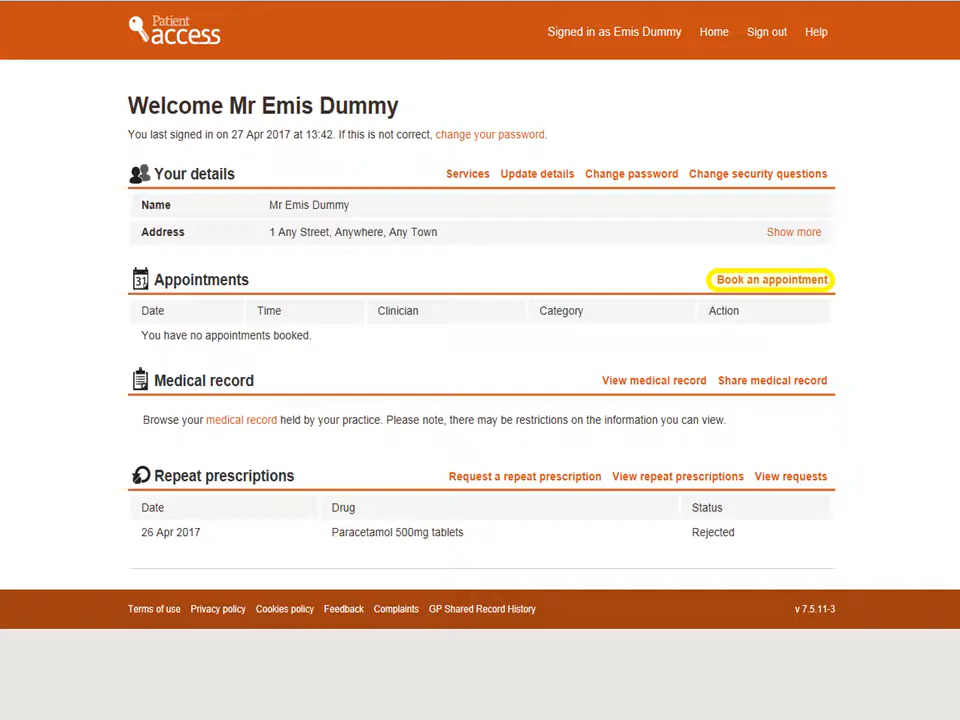 Patient
access
Signed in as Emis Dummy Home Sign out Help
Welcome Mr Emis Dummy
You last signed in on 27 Apr 2017 at 13:42. If this is not correct, change your password.
Your details Services Update details Change password Change security questions
Name Mr Emis Dummy
Address 1 Any Street, Anywhere, Any Town Show more
31 Appointments Book an appointment
Date Time Clinician Category Action
You have no appointments booked.
Medical record View medical record Share medical record
Browse your medical record held by your practice. Please note, there may be restrictions on the information you can view.
Repeat prescriptions Request a repeat prescription View repeat prescriptions View requests
Date Drug Status
26 Apr 2017 Paracetamol 500mg tablets Rejected
Terms of use Privacy policy Cookies policy Feedback Complaints GP Shared Record History v 7.5.11-3